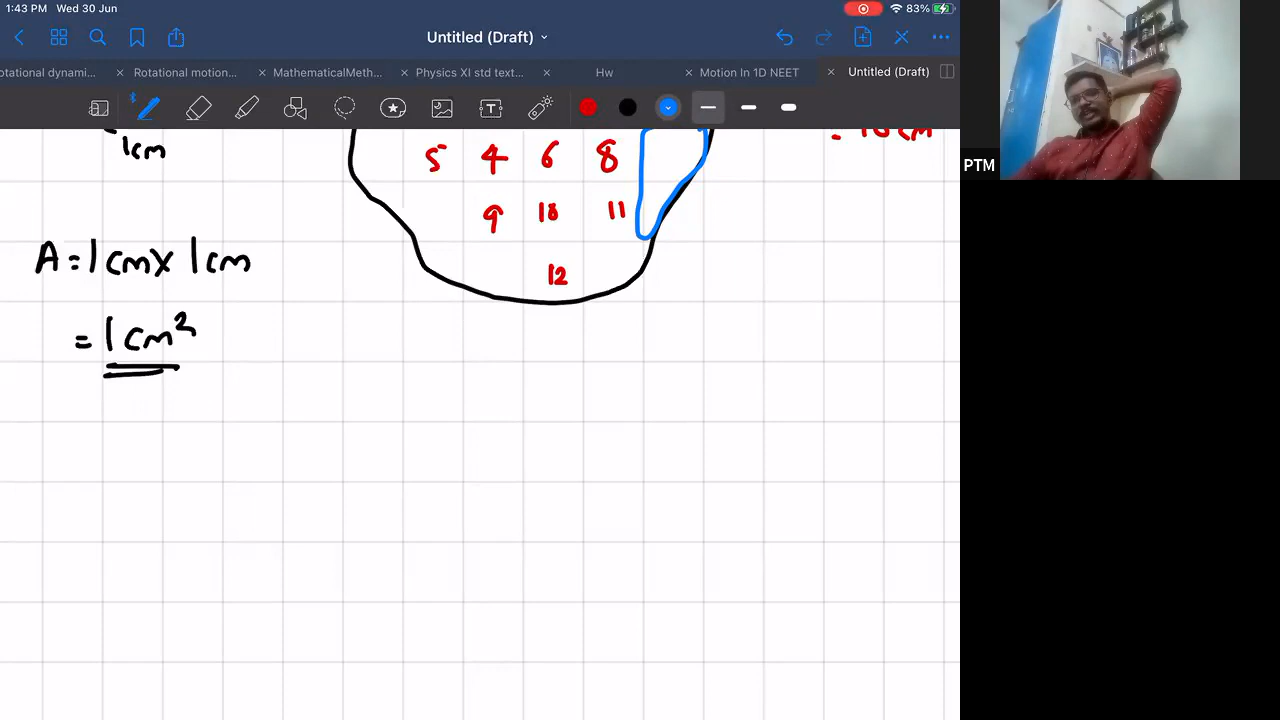 1:43 PM Wed 30 Jun
83%
Untitled (Draft)
otational dynami...
Rotational motion...
MathematicalMeth...
Physics XI std text...
Hw
Motion In 1D NEET
Untitled (Draft)
T
1cm
5 4 6 8
9 10 11
12
A = 1cm x 1cm
= 1cm²
PTM